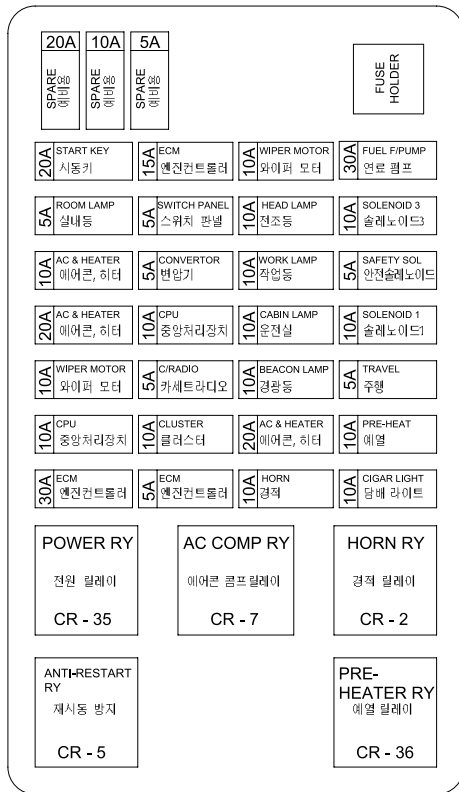 20A
10A
5A
SPARE
예비용
SPARE
예비용
SPARE
예비용
FUSE
HOLDER
20A
START KEY
시동키
15A
ECM
엔진컨트롤러
10A
WIPER MOTOR
와이퍼 모터
30A
FUEL F/PUMP
연료 펌프
5A
ROOM LAMP
실내등
5A
SWITCH PANEL
스위치 판넬
10A
HEAD LAMP
전조등
10A
SOLENOID 3
솔레노이드3
10A
AC & HEATER
에어콘, 히터
5A
CONVERTOR
변압기
10A
WORK LAMP
작업등
5A
SAFETY SOL
안전솔레노이드
20A
AC & HEATER
에어콘, 히터
10A
CPU
중앙처리장치
10A
CABIN LAMP
운전실
10A
SOLENOID 1
솔레노이드1
10A
WIPER MOTOR
와이퍼 모터
5A
C/RADIO
카세트라디오
10A
BEACON LAMP
경광등
5A
TRAVEL
주행
10A
CPU
중앙처리장치
10A
CLUSTER
클러스터
20A
AC & HEATER
에어콘, 히터
10A
PRE-HEAT
예열
30A
ECM
엔진컨트롤러
5A
ECM
엔진컨트롤러
10A
HORN
경적
10A
CIGAR LIGHT
담배 라이트
POWER RY
전원 릴레이
CR - 35
AC COMP RY
에어콘 콤프릴레이
CR - 7
HORN RY
경적 릴레이
CR - 2
ANTI-RESTART
RY
재시동 방지
CR - 5
PRE-
HEATER RY
예열 릴레이
CR - 36